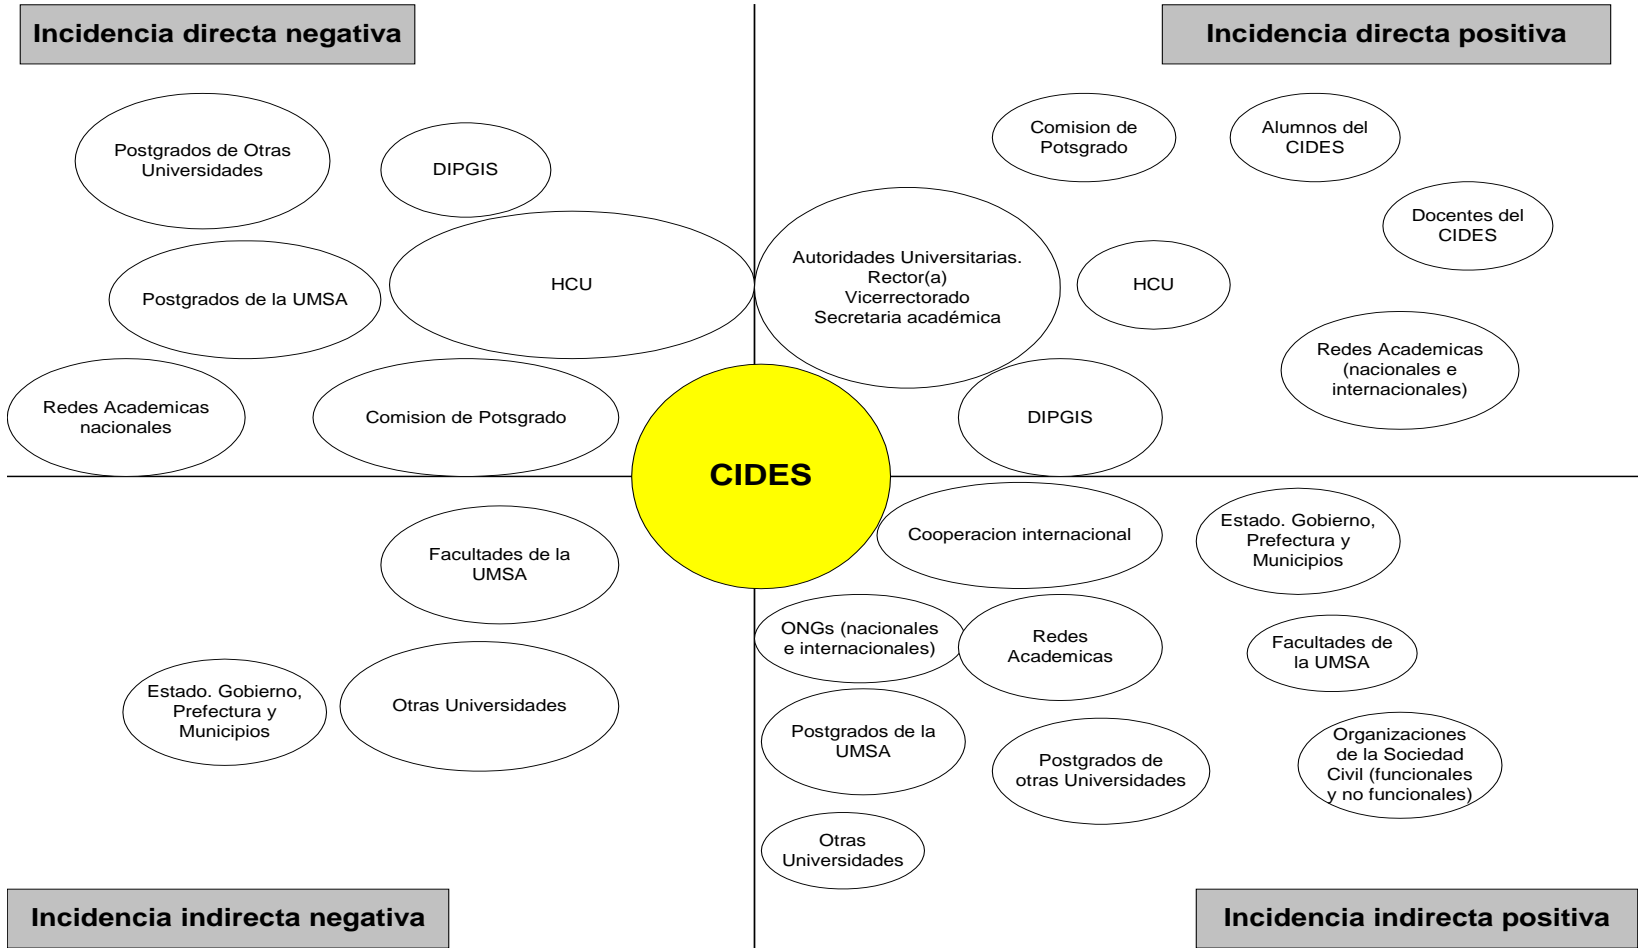 Incidencia directa negativa
Incidencia directa positiva
Postgrados de Otras
Universidades
DIPGIS
HCU
Postgrados de la UMSA
Redes Academicas
nacionales
Comision de Potsgrado
Comision de
Potsgrado
Alumnos del
CIDES
Docentes del
CIDES
Autoridades Universitarias.
Rector(a)
Vicerrectorado
Secretaria académica
HCU
Redes Academicas
(nacionales e
internacionales)
DIPGIS
CIDES
Facultades de la
UMSA
Estado. Gobierno,
Prefectura y
Municipios
Otras Universidades
Cooperacion internacional
Estado. Gobierno,
Prefectura y
Municipios
ONGs (nacionales
e internacionales)
Redes
Academicas
Facultades de
la UMSA
Postgrados de la
UMSA
Postgrados de
otras Universidades
Organizaciones
de la Sociedad
Civil (funcionales
y no funcionales)
Otras
Universidades
Incidencia indirecta negativa
Incidencia indirecta positiva